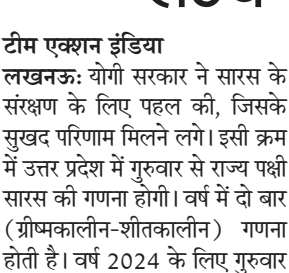 टीम एक्शन इंडिया
लखनऊः योगी सरकार ने सारस के
संरक्षण के लिए पहल की, जिसके
सुखद परिणाम मिलने लगे। इसी क्रम
में उत्तर प्रदेश में गुरुवार से राज्य पक्षी
सारस की गणना होगी। वर्ष में दो बार
(ग्रीष्मकालीन-शीतकालीन) गणना
होती है। वर्ष 2024 के लिए गुरुवार